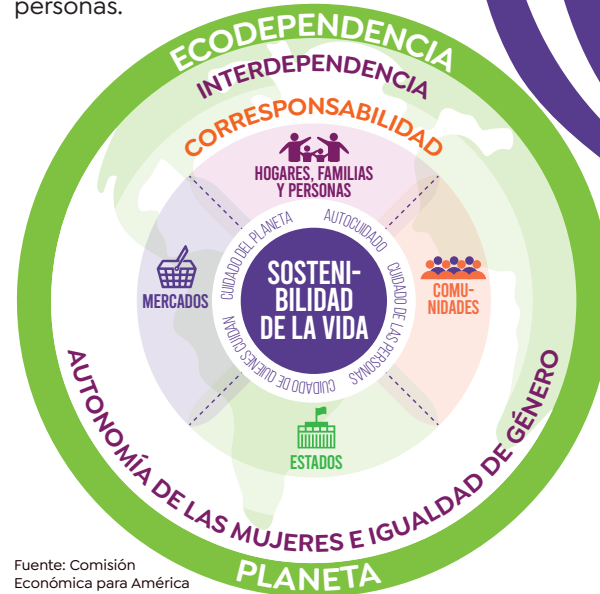 personas.
ECODEPENDENCIA
INTERDEPENDENCIA
CORRESPONSABILIDAD
HOGARES, FAMILIAS
Y PERSONAS
CUIDADO DEL PLANETA
AUTOCUIDADO
CUIDADO DE LAS PERSONAS
CUIDADO DE QUIENES CUIDAN
MERCADOS
SOSTENI-
BILIDAD
DE LA VIDA
COMU-
NIDADES
ESTADOS
AUTONOMÍA DE LAS MUJERES E IGUALDAD DE GÉNERO
PLANETA
Fuente: Comisión
Económica para América